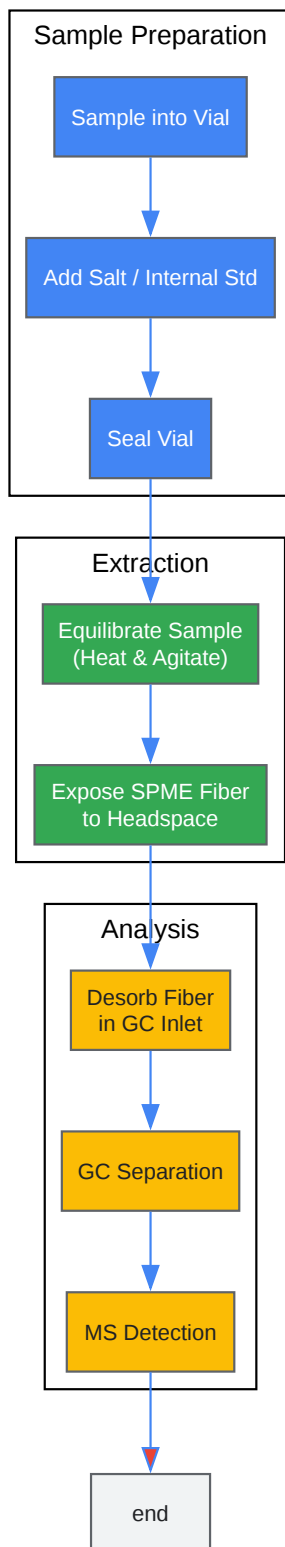 Sample Preparation
Sample into Vial
Add Salt / Internal Std
Seal Vial
Extraction
Equilibrate Sample
(Heat & Agitate)
Expose SPME Fiber
to Headspace
Analysis
Desorb Fiber
in GC Inlet
GC Separation
MS Detection
end